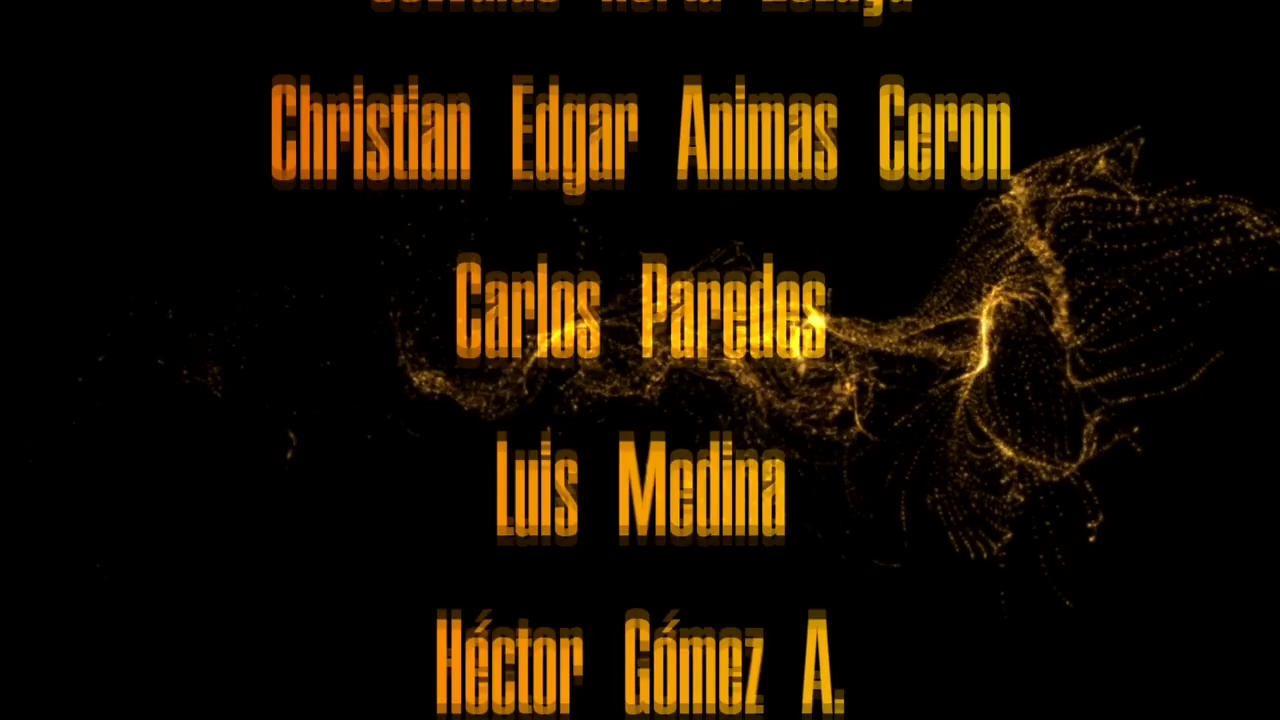 Christian Edgar Animas Ceron
Carlos Paredes
Luis Medina
Héctor Gómez A.